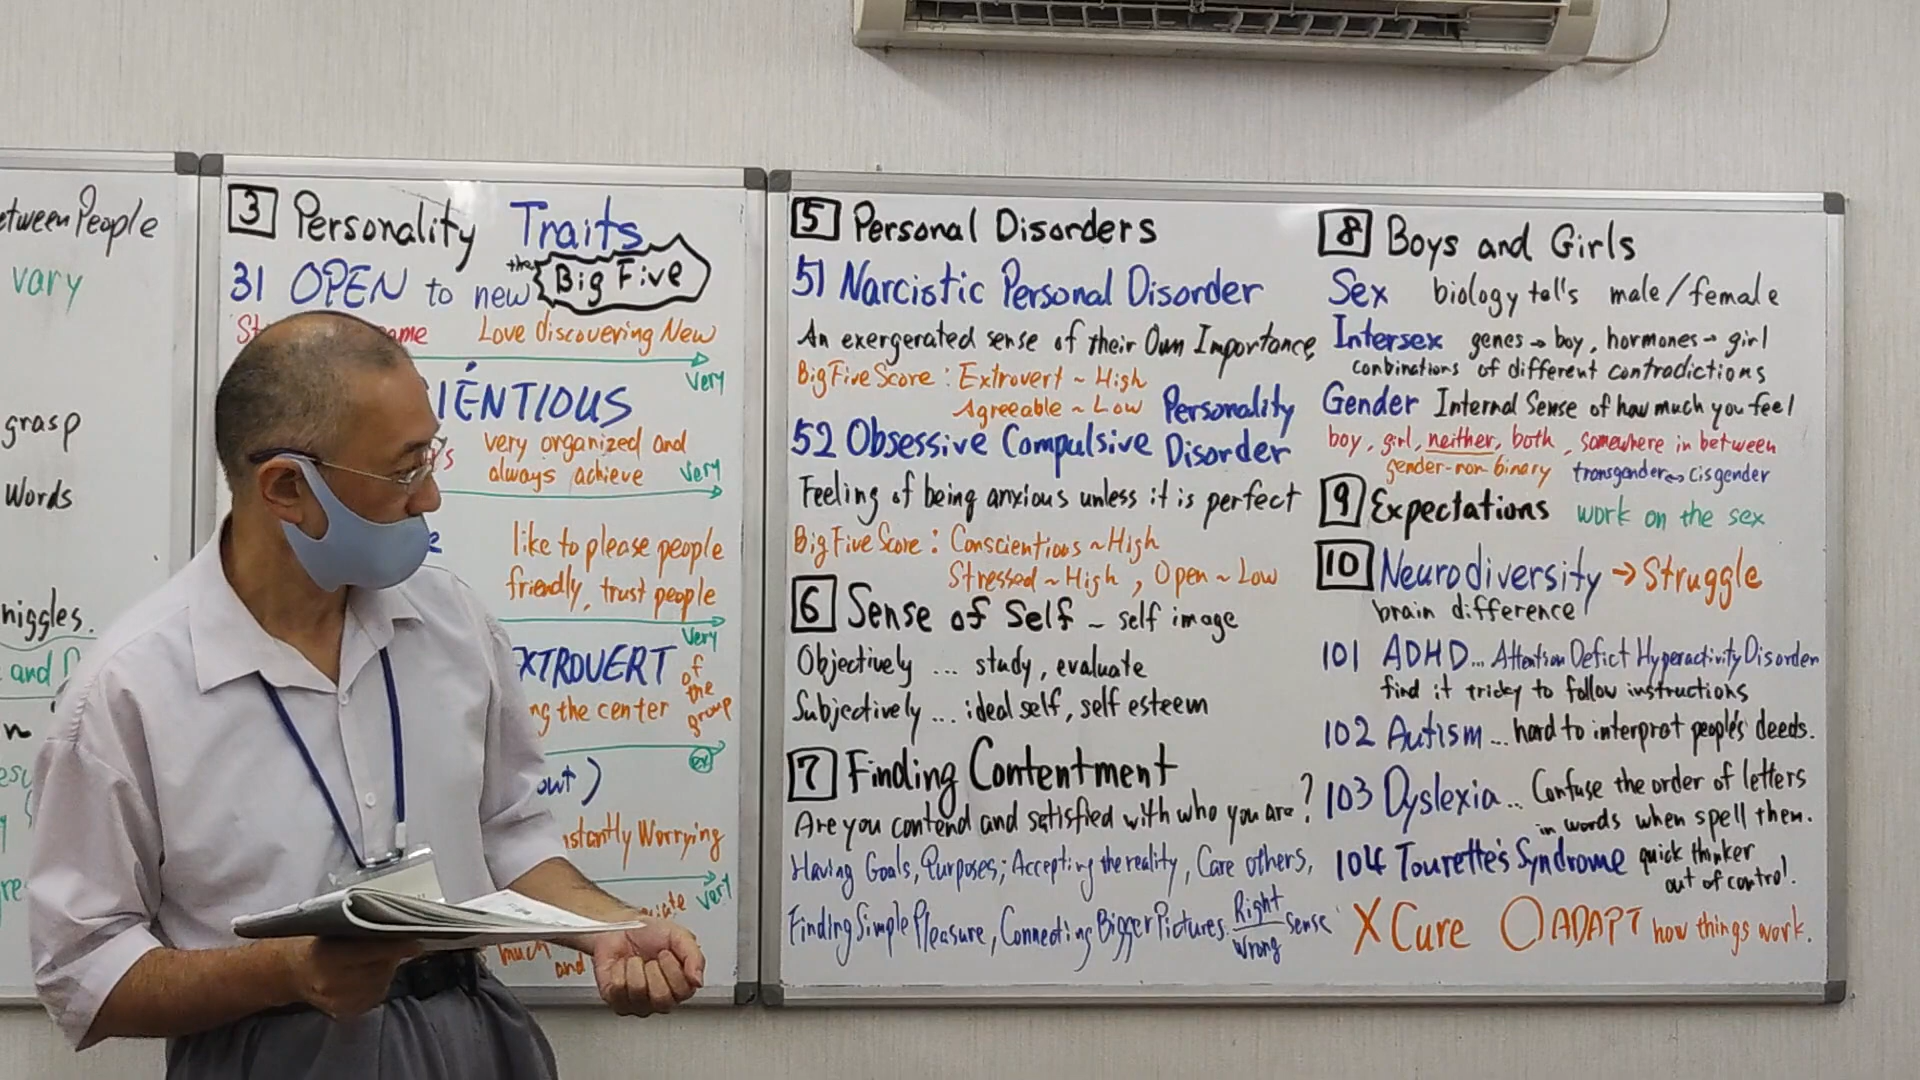 etween People
vary
grasp
words
niggles.
and
3 Personality Traits
the Big Five
31 OPEN to new
Love discovering New
very
IENTIOUS
very organized and
always achieve very
like to please people
friendly, trust people
very
XTROVERT
ng the center of the group
out)
nstantly Worrying
very
much
and
5 Personal Disorders
51 Narcistic Personal Disorder
An exergerated sense of their Own Importance
Big Five Score : Extrovert ~ High
Agreeable ~ Low
52 Obsessive Compulsive Personality Disorder
Feeling of being anxious unless it is perfect
Big Five Score : Conscientious ~ High
Stressed ~ High , Open ~ Low
6 Sense of Self ~ self image
Objectively ... study, evaluate
Subjectively ... ideal self, self esteem
7 Finding Contentment
Are you contend and satisfied with who you are?
Having Goals, Purposes; Accepting the reality, Care others,
Finding Simple Pleasure, Connecting Bigger Pictures. Right/Wrong sense
8 Boys and Girls
Sex biology tells male/female
Intersex genes → boy, hormones → girl
conbinations of different contradictions
Gender Internal Sense of how much you feel
boy, girl, neither, both, somewhere in between
gender-non-binary transgender ↔ cisgender
9 Expectations work on the sex
10 Neurodiversity → Struggle
brain difference
101 ADHD... Attention Defict Hyperactivity Disorder
find it tricky to follow instructions
102 Autism ... hard to interpret people's deeds.
103 Dyslexia... Confuse the order of letters
in words when spell them.
104 Tourette's Syndrome quick thinker
out of control.
X Cure ○ ADAPT how things work.